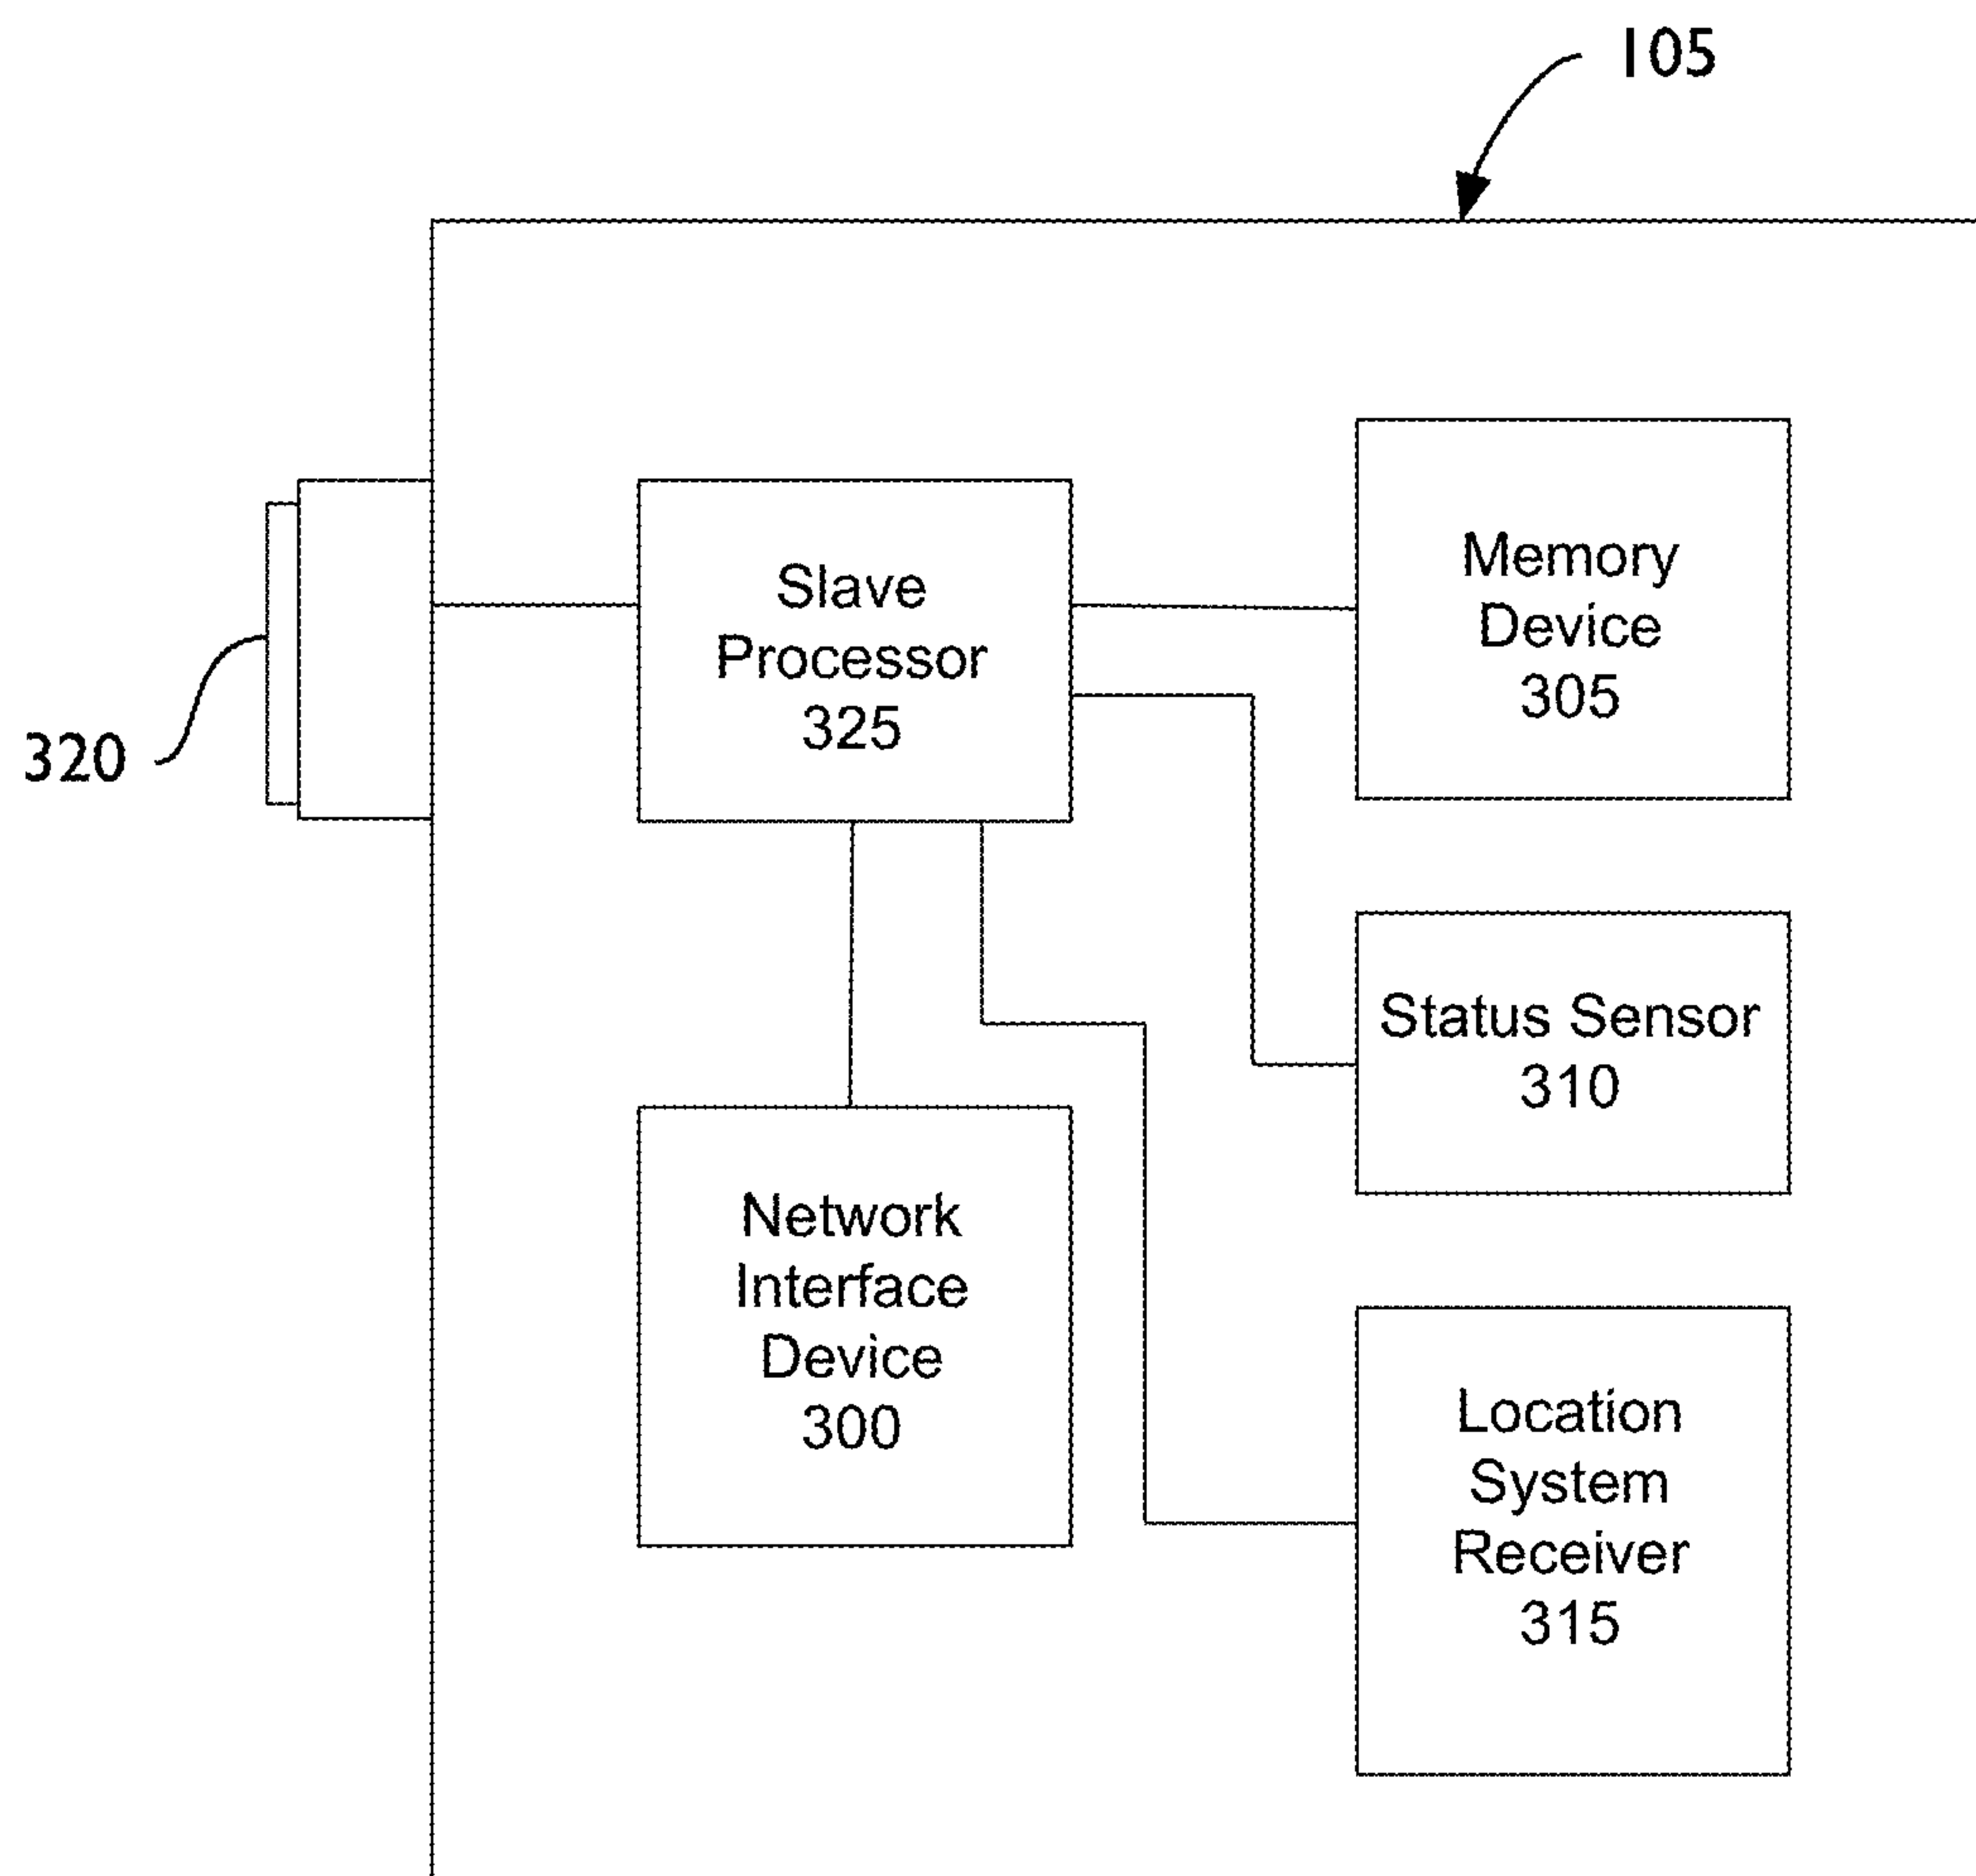 105
320
Slave
Processor
325
Memory
Device
305
Status Sensor
310
Network
Interface
Device
300
Location
System
Receiver
315